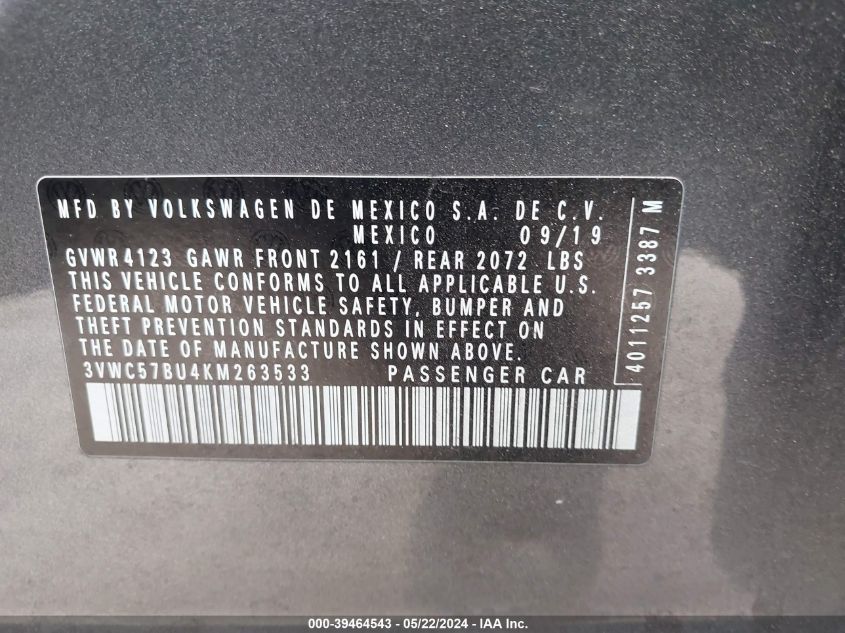 MFD BY VOLKSWAGEN DE MEXICO S.A. DE C.V.
MEXICO 09/19
GVWR 4123 GAWR FRONT 2161 / REAR 2072 LBS
THIS VEHICLE CONFORMS TO ALL APPLICABLE U.S.
FEDERAL MOTOR VEHICLE SAFETY, BUMPER AND
THEFT PREVENTION STANDARDS IN EFFECT ON
THE DATE OF MANUFACTURE SHOWN ABOVE.
3VWC57BU4KM263533 PASSENGER CAR
4011257 3387 M
000-39464543 - 05/22/2024 - IAA Inc.